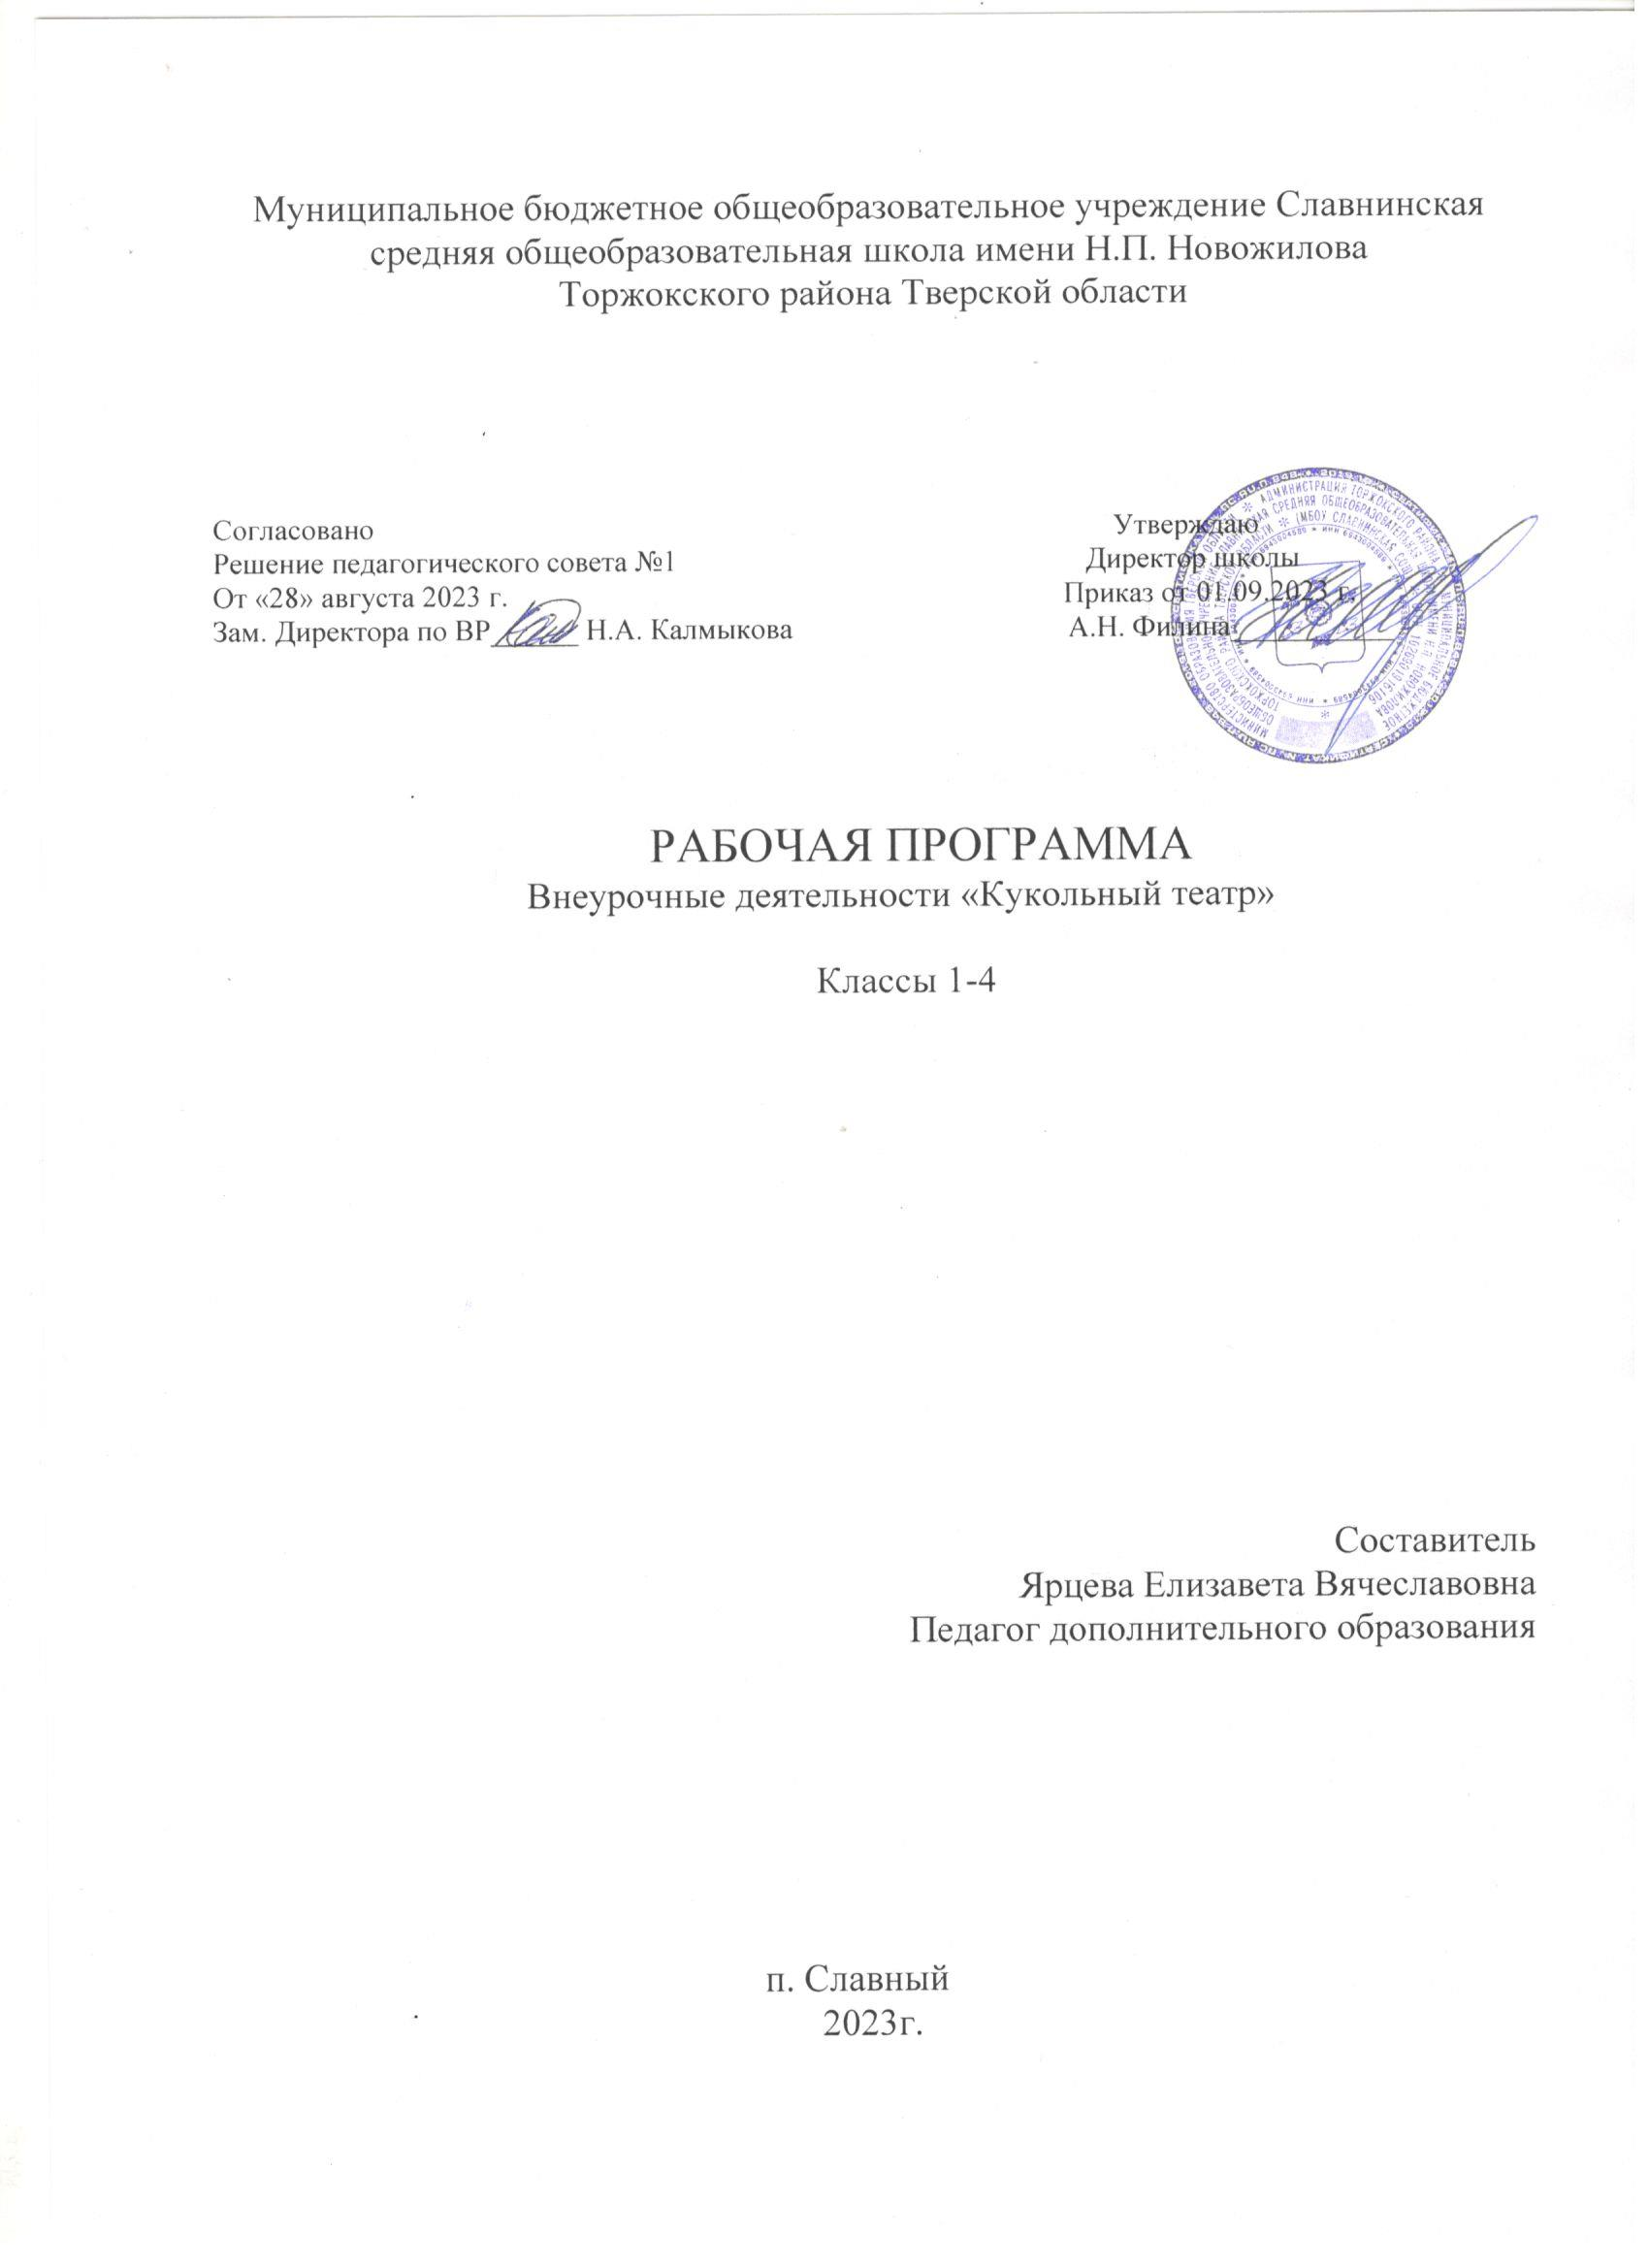 Муниципальное бюджетное общеобразовательное учреждение Славнинская
средняя общеобразовательная школа имени Н.П. Новожилова
Торжокского района Тверской области
Согласовано
Решение педагогического совета №1
От «28» августа 2023 г.
Зам. Директора по ВР Н.А. Калмыкова
Утверждаю
Директор школы
Приказ от 01.09.2023 г.
А.Н. Филина
РАБОЧАЯ ПРОГРАММА
Внеурочные деятельности «Кукольный театр»
Классы 1-4
Составитель
Ярцева Елизавета Вячеславовна
Педагог дополнительного образования
п. Славный
2023г.